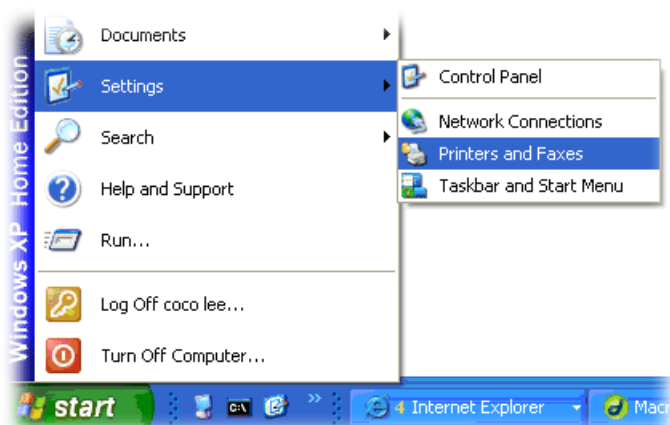 Windows XP Home Edition
Documents
Settings
Search
Help and Support
Run...
Log Off coco lee...
Turn Off Computer...
Control Panel
Network Connections
Printers and Faxes
Taskbar and Start Menu
start
C:\
4 Internet Explorer
Macr